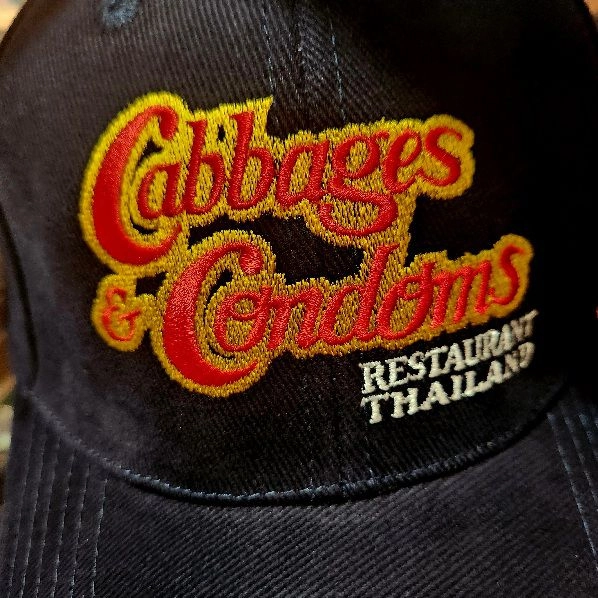 Cabbages
& Condoms
RESTAURANT
THAILAND